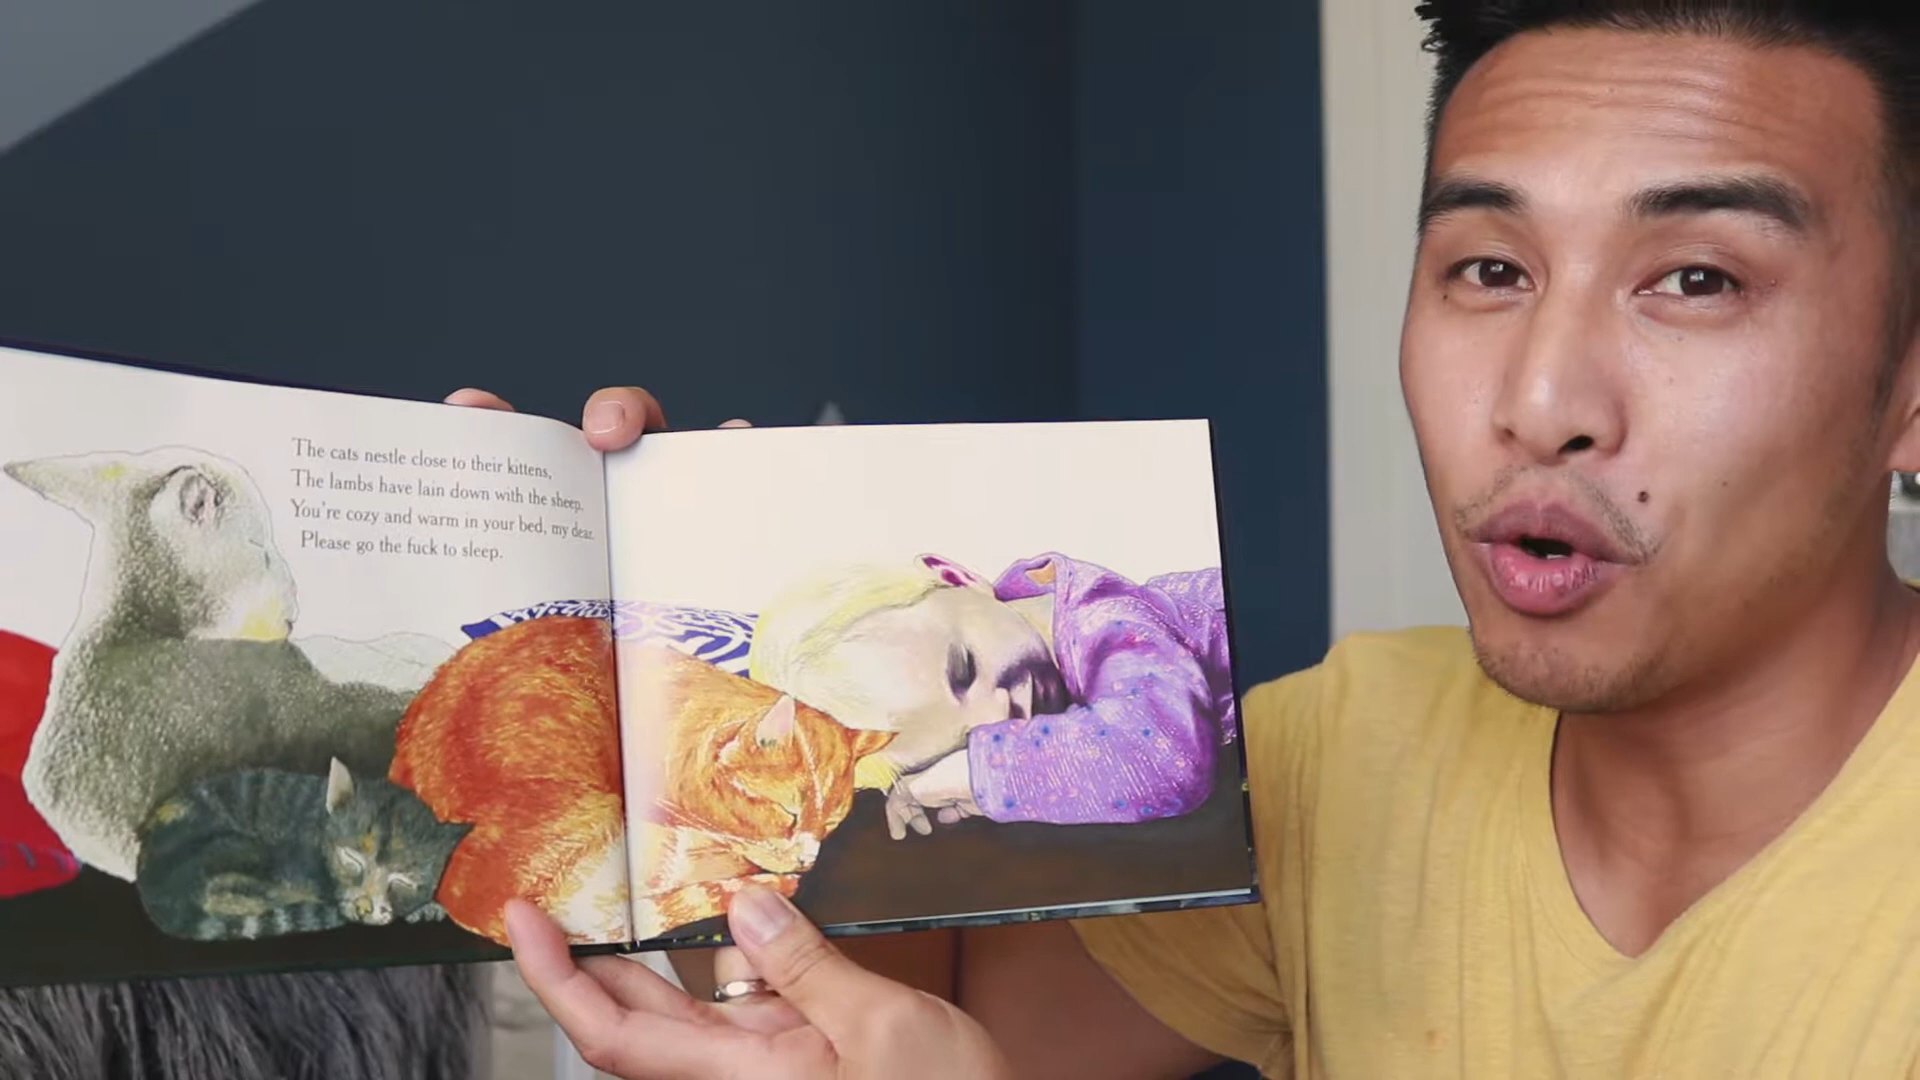 The cats nestle close to their kittens,
The lambs have lain down with the sheep.
You're cozy and warm in your bed, my dear.
Please go the fuck to sleep.